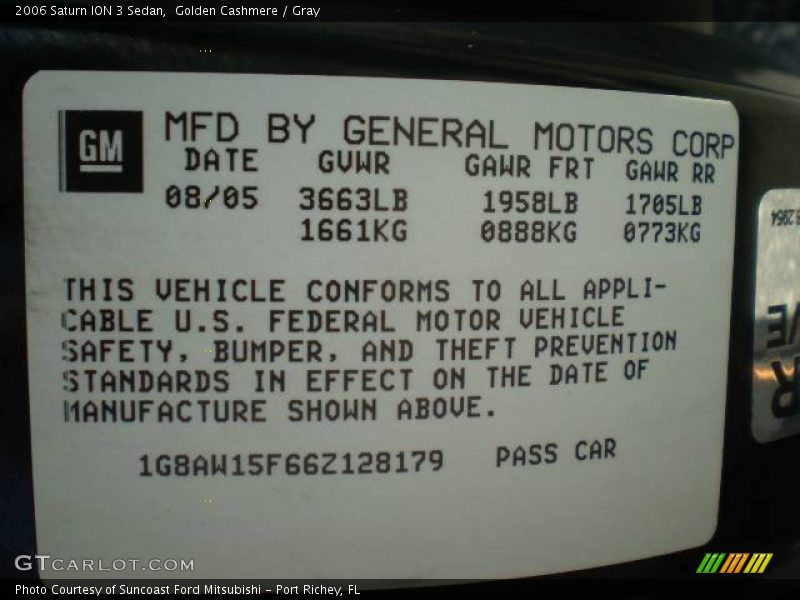 2006 Saturn ION 3 Sedan,  Golden Cashmere / Gray
GM
MFD BY GENERAL MOTORS CORP
DATE GVWR GAWR FRT GAWR RR
08/05 3663LB 1958LB 1705LB
1661KG 0888KG 0773KG
THIS VEHICLE CONFORMS TO ALL APPLI-
CABLE U.S. FEDERAL MOTOR VEHICLE
SAFETY, BUMPER, AND THEFT PREVENTION
STANDARDS IN EFFECT ON THE DATE OF
MANUFACTURE SHOWN ABOVE.
1G8AW15F66Z128179 PASS CAR
GTCARLOT.COM
Photo Courtesy of Suncoast Ford Mitsubishi - Port Richey, FL